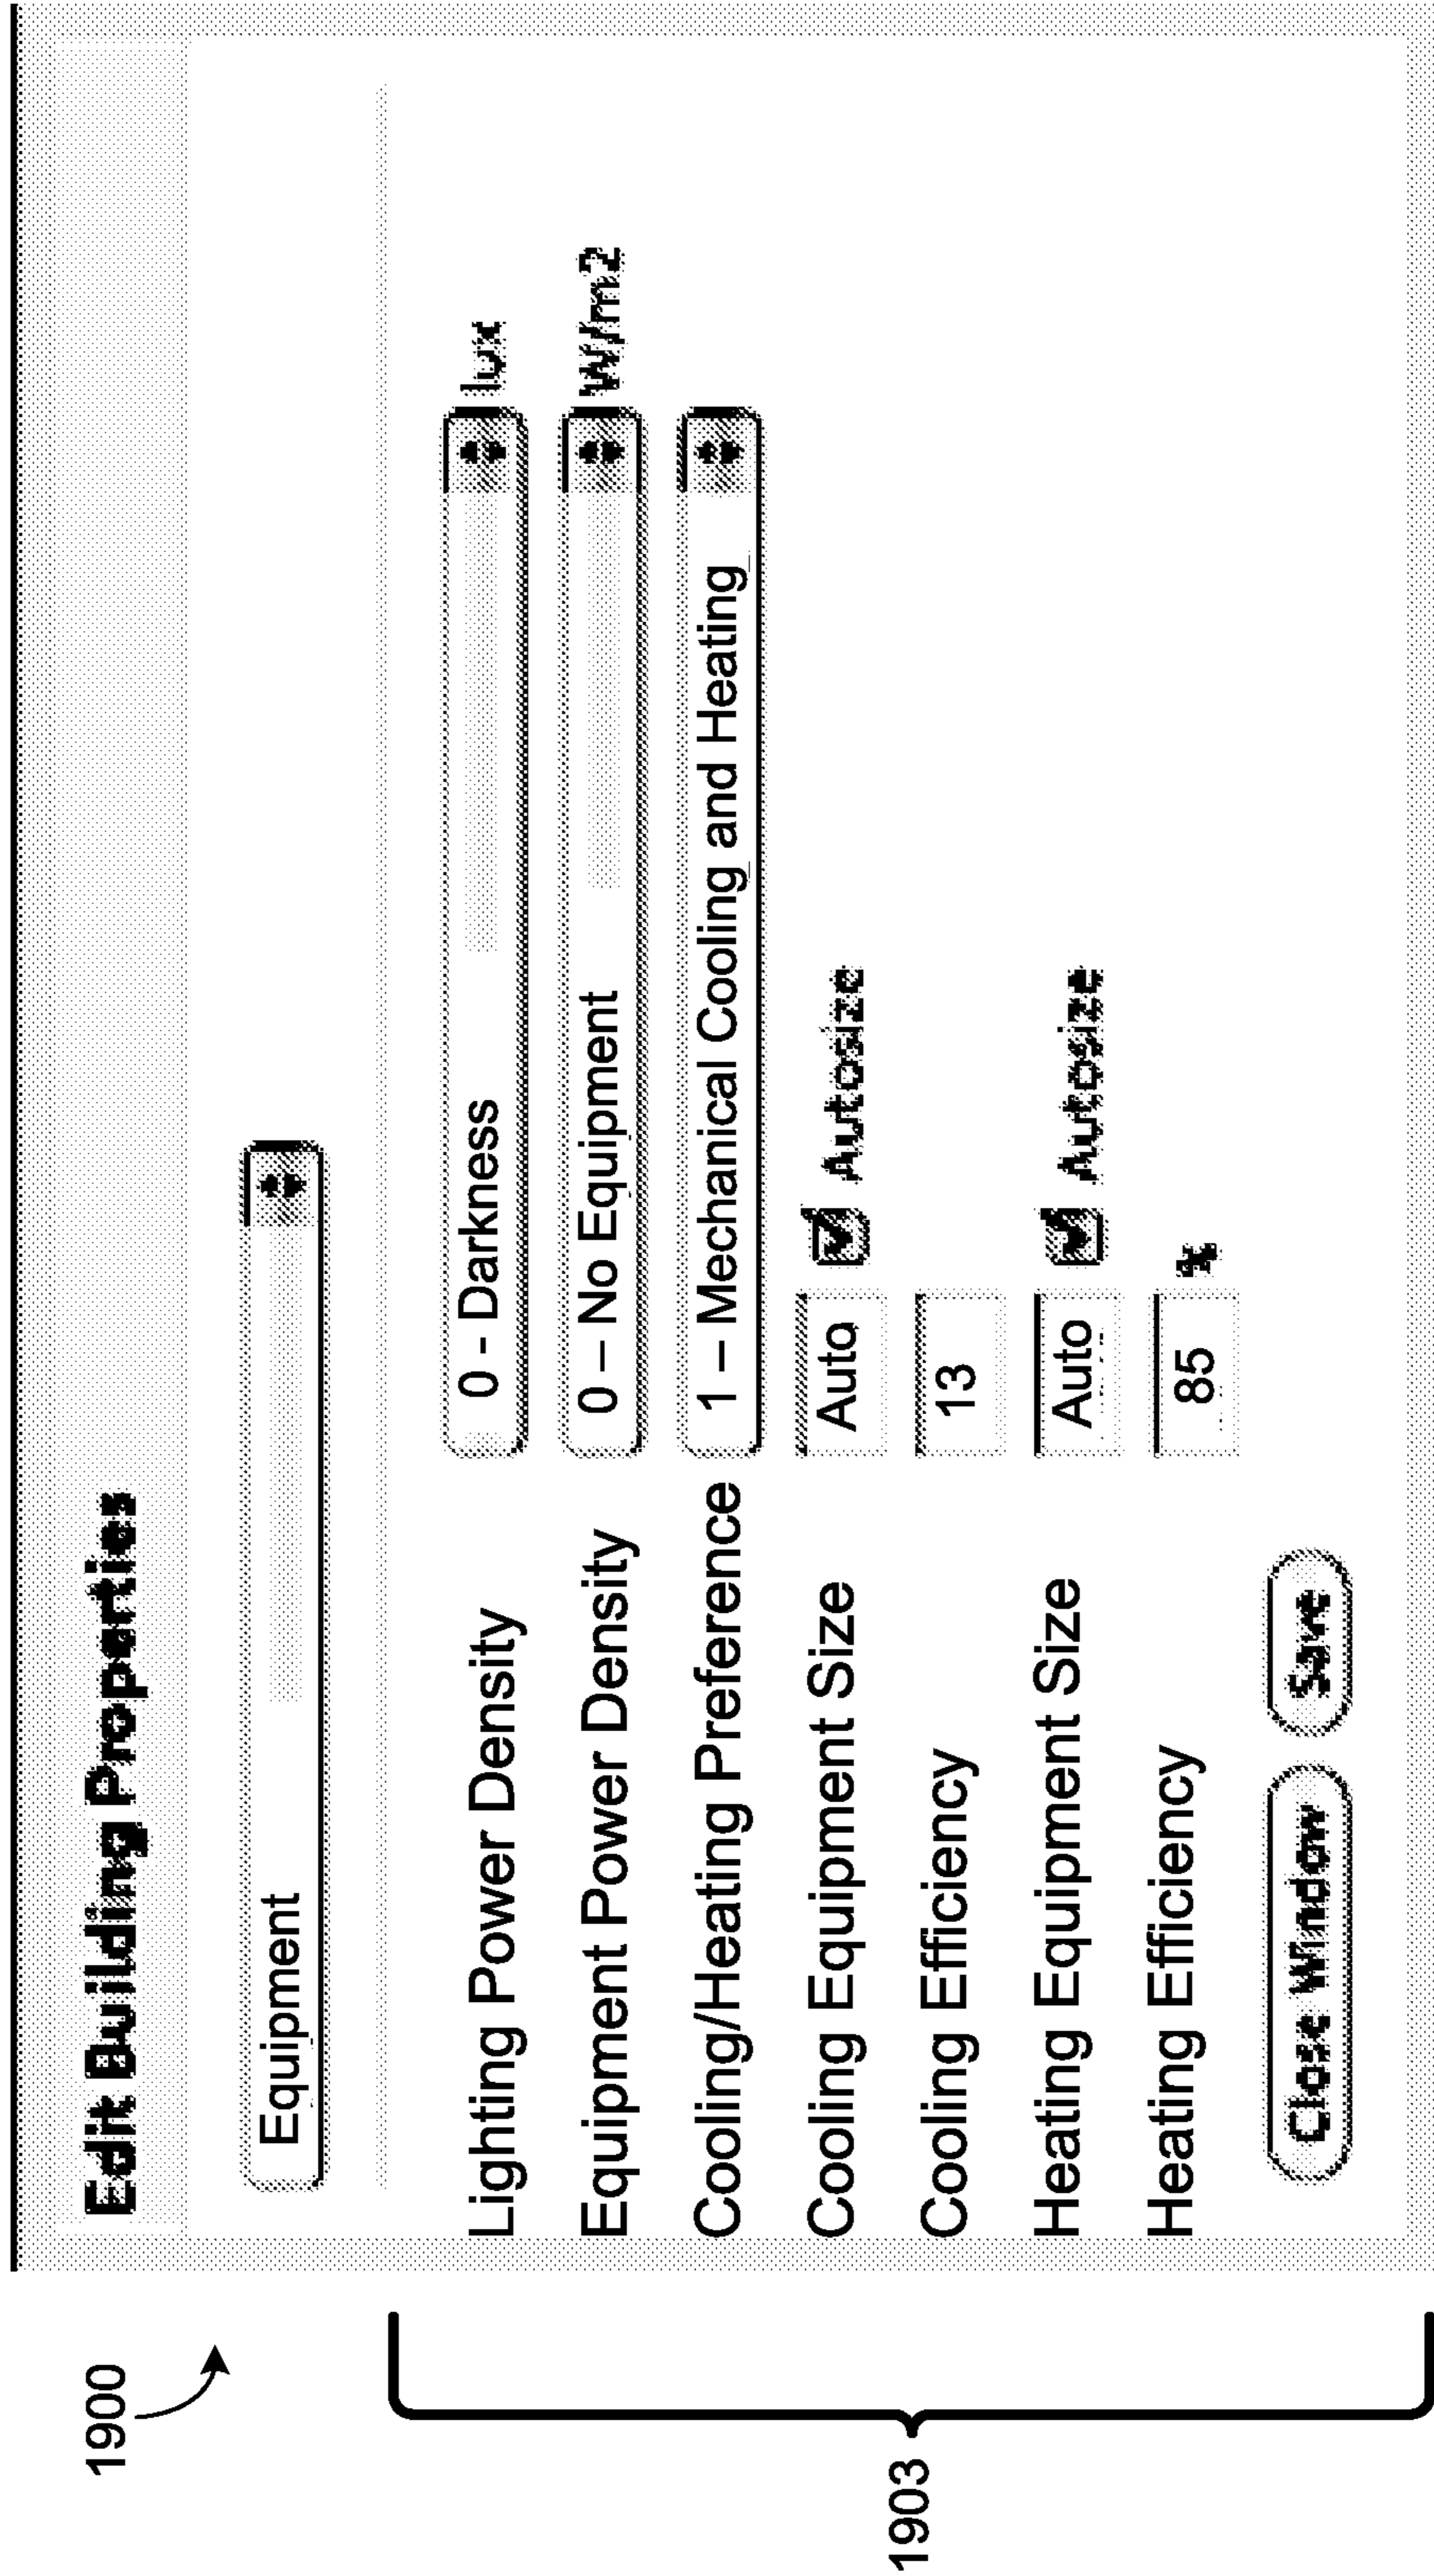 1900
Edit Building Properties
Equipment
1903
Lighting Power Density 0 - Darkness lux
Equipment Power Density 0 – No Equipment W/m2
Cooling/Heating Preference 1 – Mechanical Cooling and Heating
Cooling Equipment Size Auto Autosize
Cooling Efficiency 13
Heating Equipment Size Auto Autosize
Heating Efficiency 85 %
Close Window Save